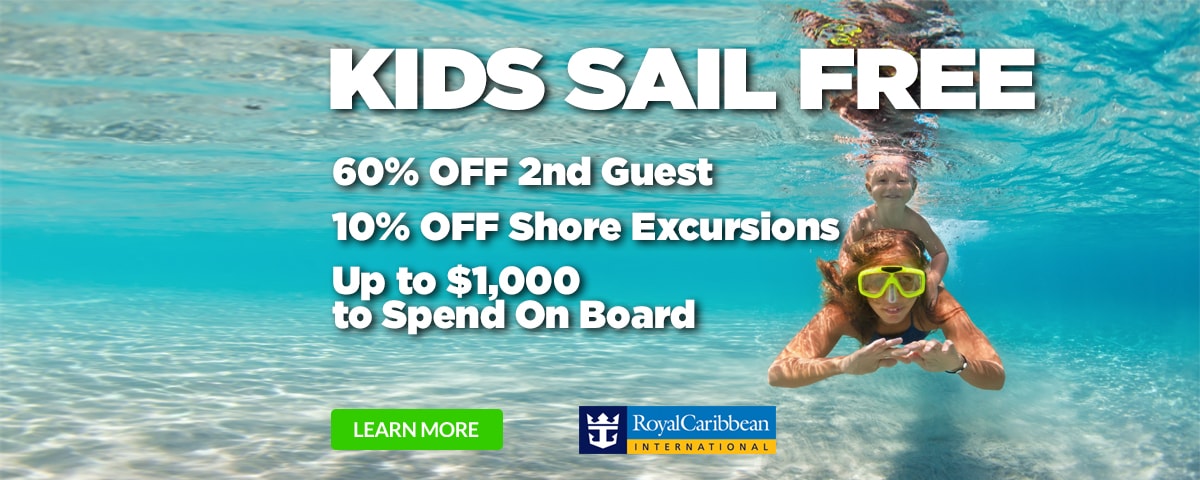 KIDS SAIL FREE
60% OFF 2nd Guest
10% OFF Shore Excursions
Up to $1,000
to Spend On Board
LEARN MORE
RoyalCaribbean
INTERNATIONAL